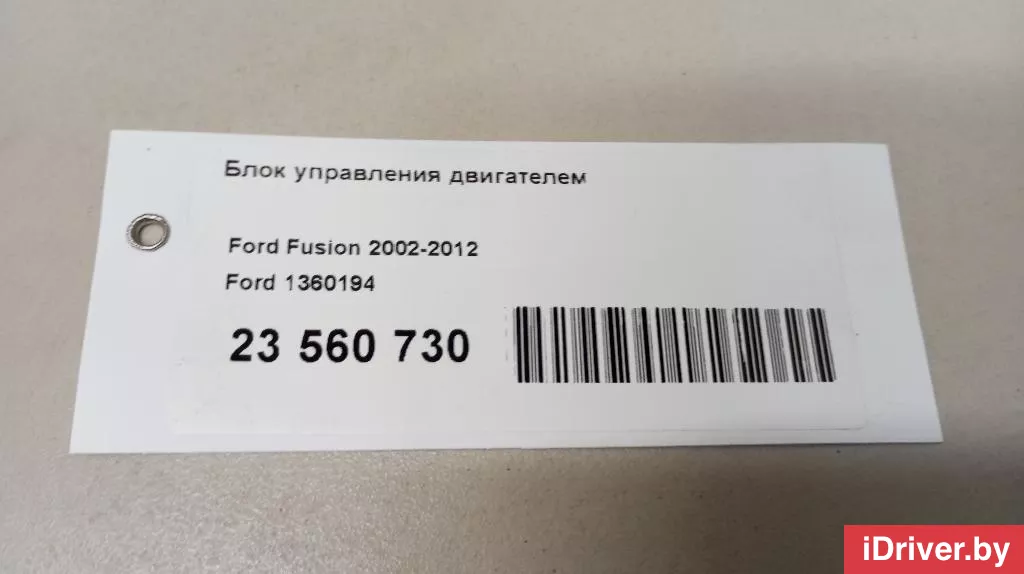 Блок управления двигателем
Ford Fusion 2002-2012
Ford 1360194
23 560 730
iDriver.by